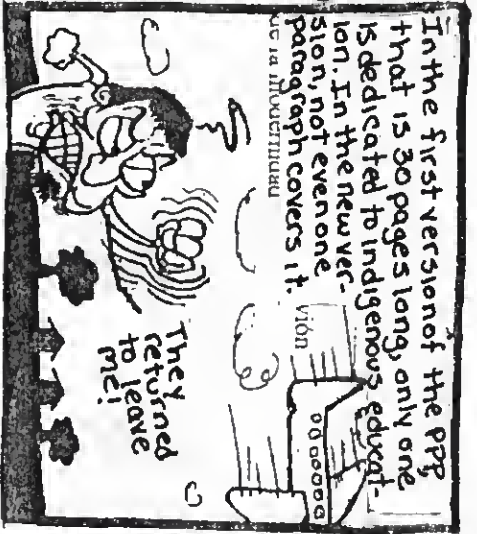 In the first version of the PPP
that is 30 pages long, only one
is dedicated to indigenous educat-
ion. In the new ver-
sion, not even one
paragraph covers it.
vión
They
returned
to leave
me!